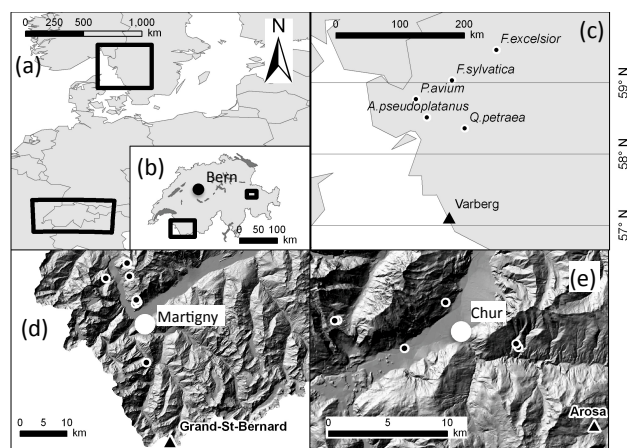 0 250 500 1,000
km
N
(a)
(b)
Bern
0 50 100
km
0 100 200
km
(c)
F.excelsior
F.sylvatica
P.avium
A.pseudoplatanus
Q.petraea
Varberg
59° N
58° N
57° N
(d)
Martigny
0 5 10
km
Grand-St-Bernard
(e)
Chur
0 5 10
km
Arosa